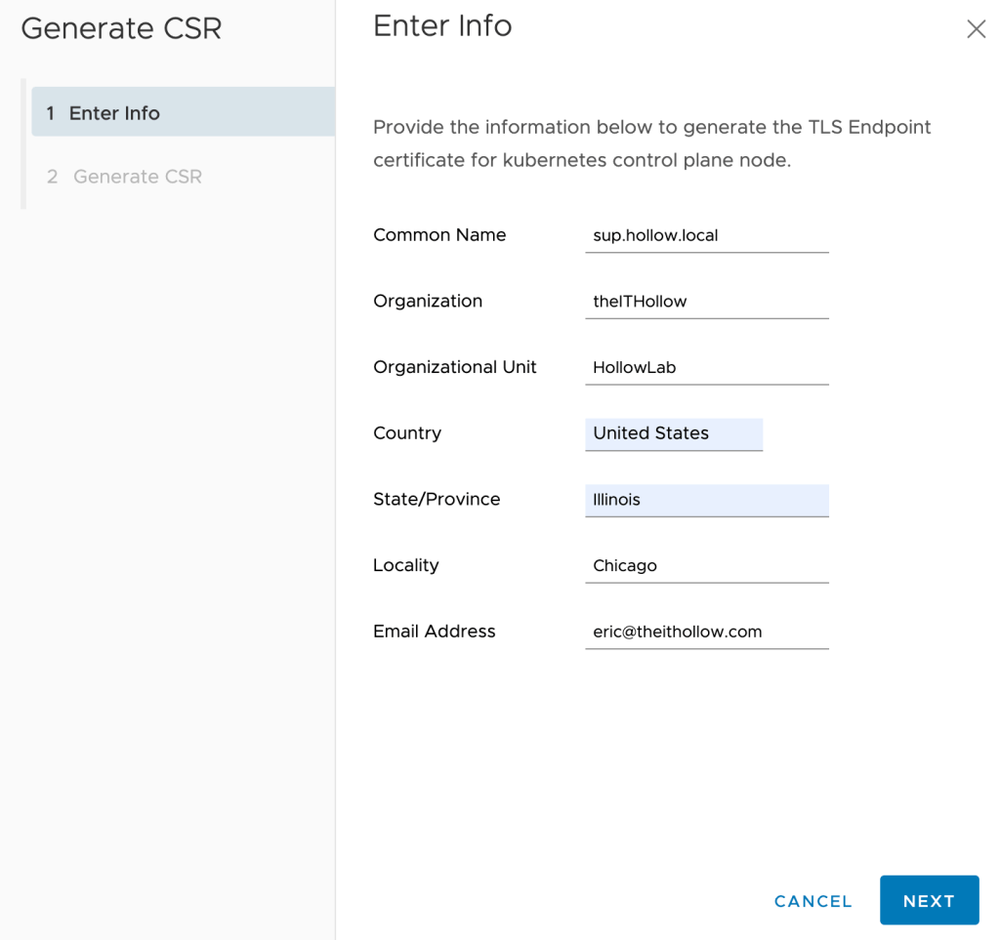 Generate CSR
1 Enter Info
2 Generate CSR
Enter Info
Provide the information below to generate the TLS Endpoint
certificate for kubernetes control plane node.
Common Name sup.hollow.local
Organization theITHollow
Organizational Unit HollowLab
Country United States
State/Province Illinois
Locality Chicago
Email Address eric@theithollow.com
CANCEL NEXT